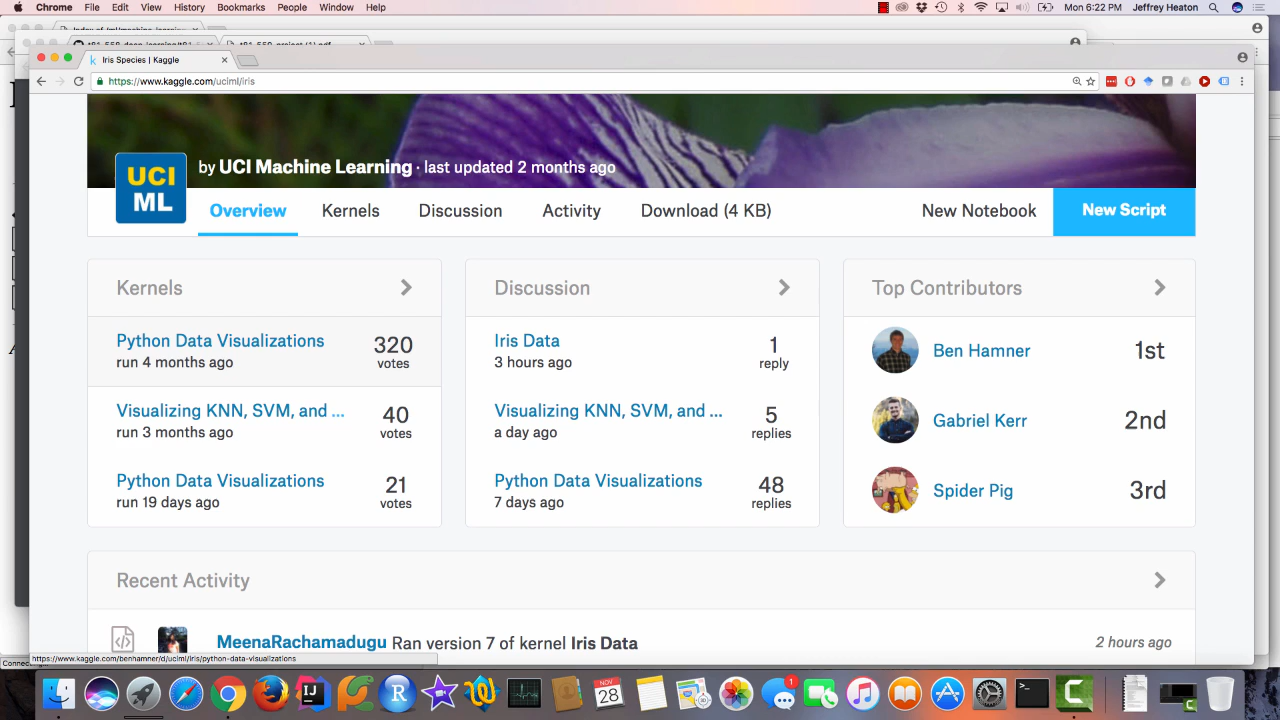 Chrome File Edit View History Bookmarks People Window Help
Mon 6:22 PM Jeffrey Heaton
Iris Species | Kaggle
https://www.kaggle.com/uciml/iris
UCI
ML
by UCI Machine Learning · last updated 2 months ago
Overview Kernels Discussion Activity Download (4 KB) New Notebook New Script
Kernels
Python Data Visualizations
run 4 months ago
320
votes
Visualizing KNN, SVM, and ...
run 3 months ago
40
votes
Python Data Visualizations
run 19 days ago
21
votes
Discussion
Iris Data
3 hours ago
1
reply
Visualizing KNN, SVM, and ...
a day ago
5
replies
Python Data Visualizations
7 days ago
48
replies
Top Contributors
Ben Hamner 1st
Gabriel Kerr 2nd
Spider Pig 3rd
Recent Activity
MeenaRachamadugu Ran version 7 of kernel Iris Data 2 hours ago
https://www.kaggle.com/benhamner/d/uciml/iris/python-data-visualizations
NOV
28
1